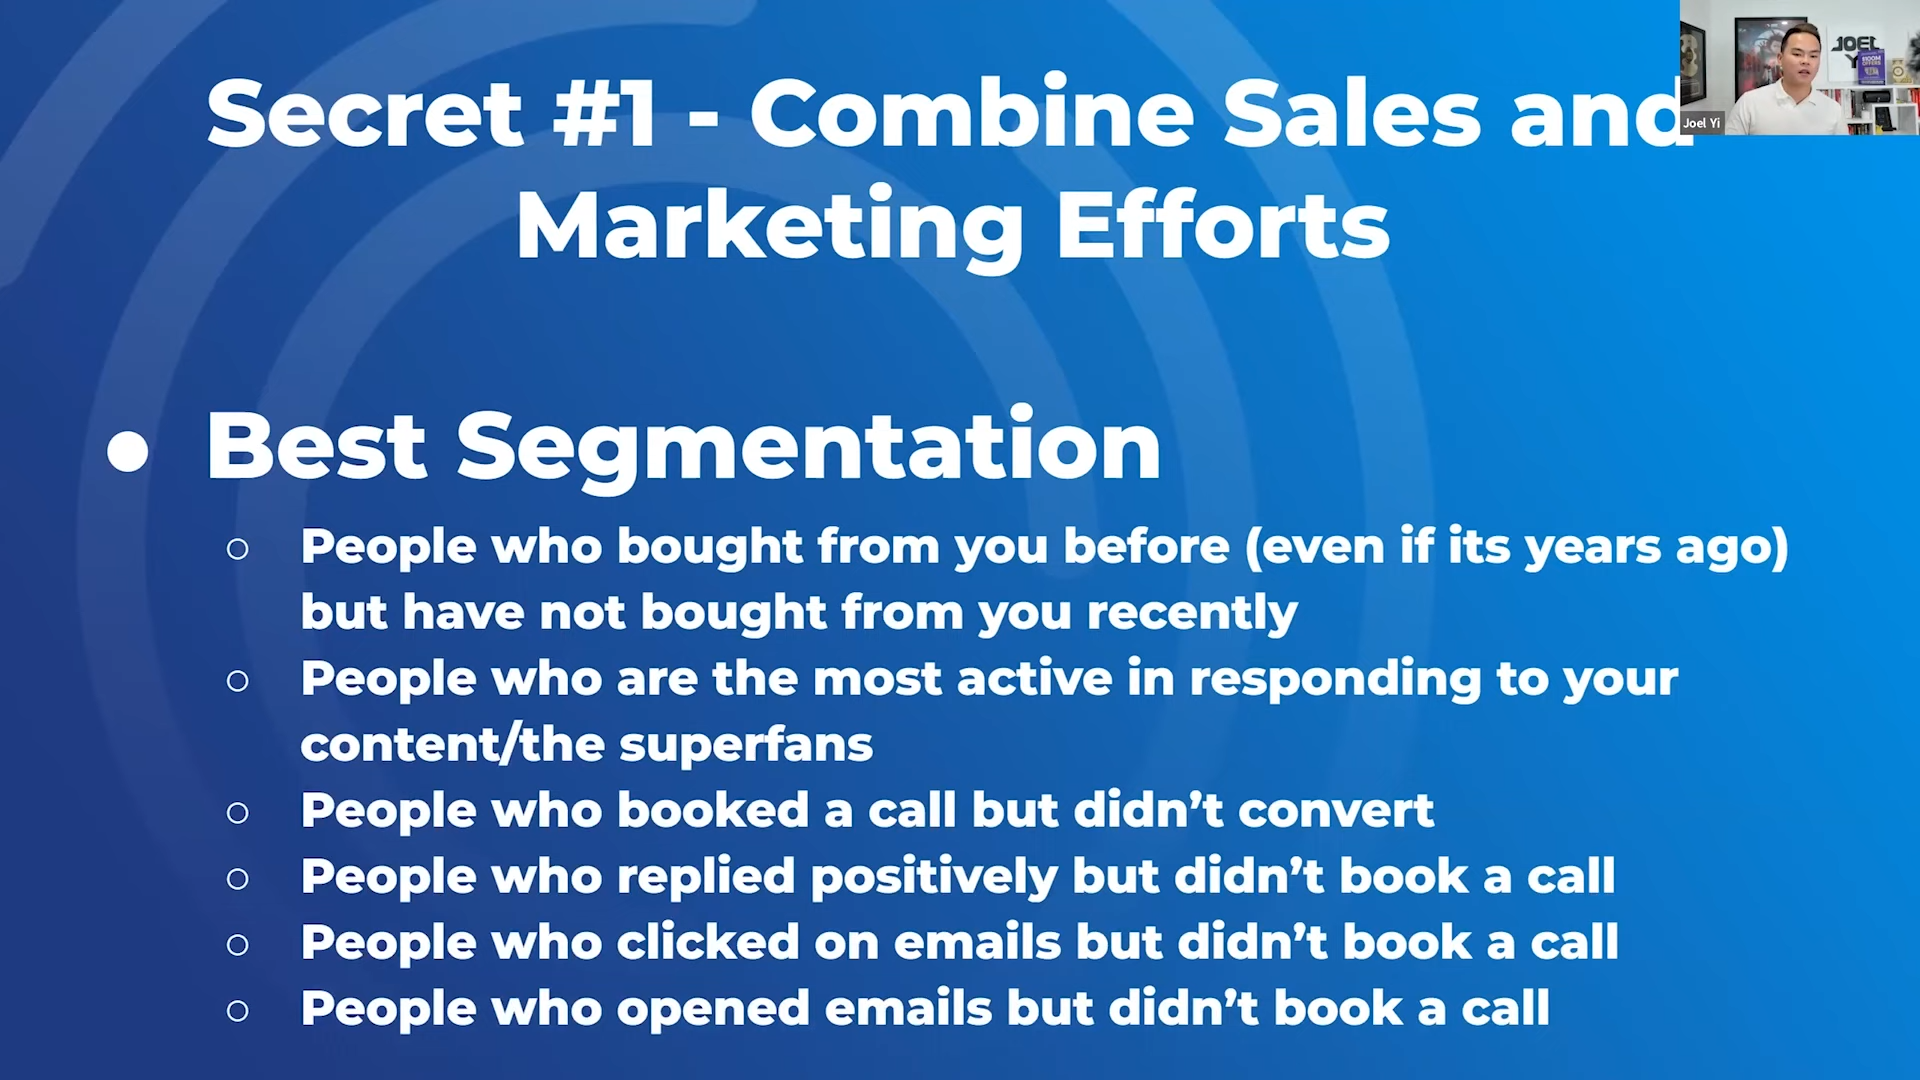 Secret #1 - Combine Sales and
Marketing Efforts
JOEL
Joel Yi
$100M
OFFERS
● Best Segmentation
○ People who bought from you before (even if its years ago)
but have not bought from you recently
○ People who are the most active in responding to your
content/the superfans
○ People who booked a call but didn’t convert
○ People who replied positively but didn’t book a call
○ People who clicked on emails but didn’t book a call
○ People who opened emails but didn’t book a call